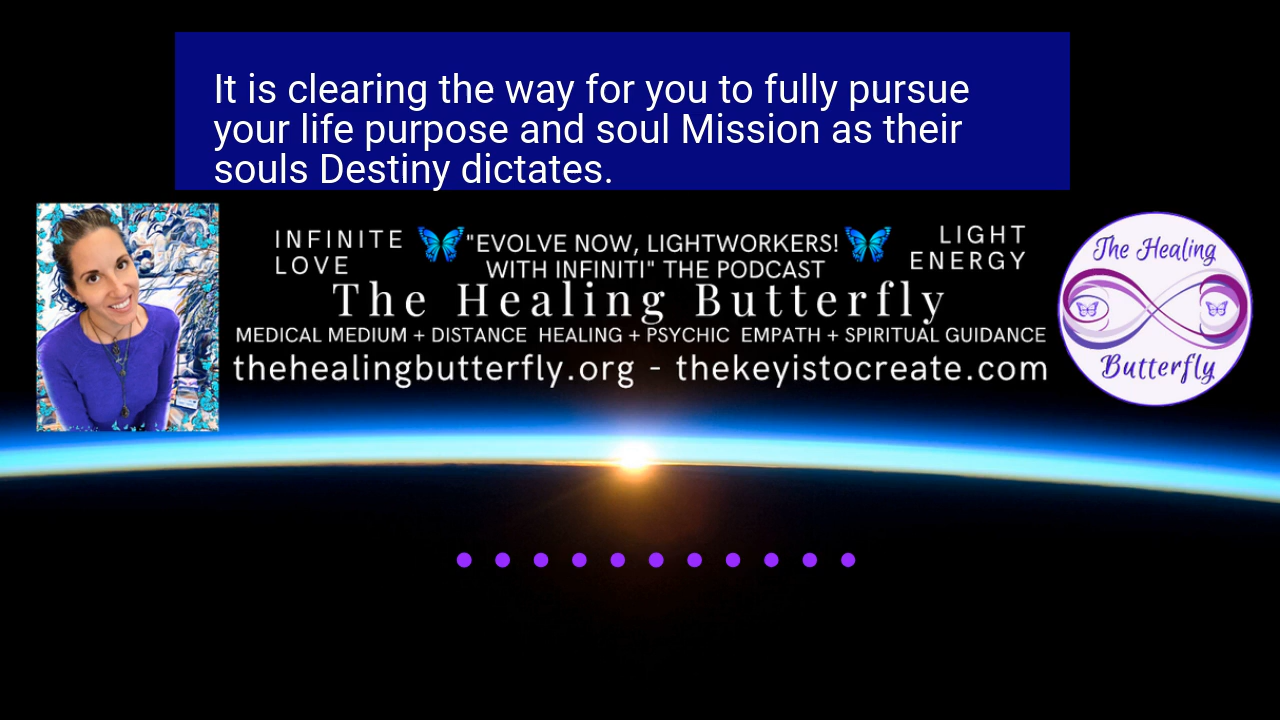 It is clearing the way for you to fully pursue
your life purpose and soul Mission as their
souls Destiny dictates.
INFINITE
LOVE
"EVOLVE NOW, LIGHTWORKERS!
WITH INFINITI" THE PODCAST
LIGHT
ENERGY
The Healing Butterfly
MEDICAL MEDIUM + DISTANCE HEALING + PSYCHIC EMPATH + SPIRITUAL GUIDANCE
thehealingbutterfly.org - thekeyistocreate.com
The Healing
Butterfly